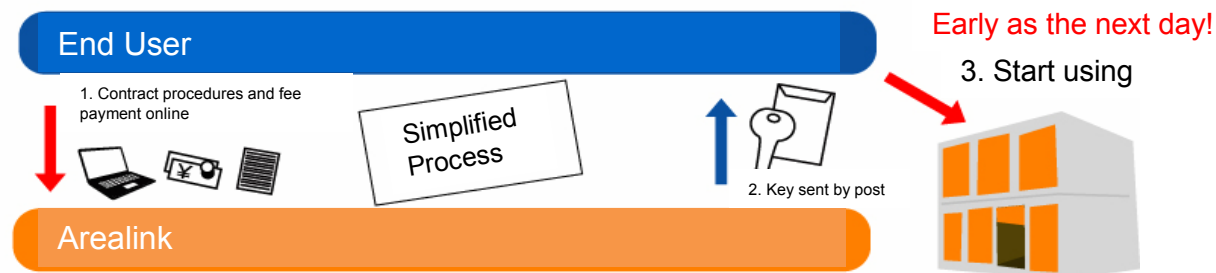 Early as the next day!
End User
3. Start using
1. Contract procedures and fee
payment online
Simplified
Process
¥
2. Key sent by post
Arealink